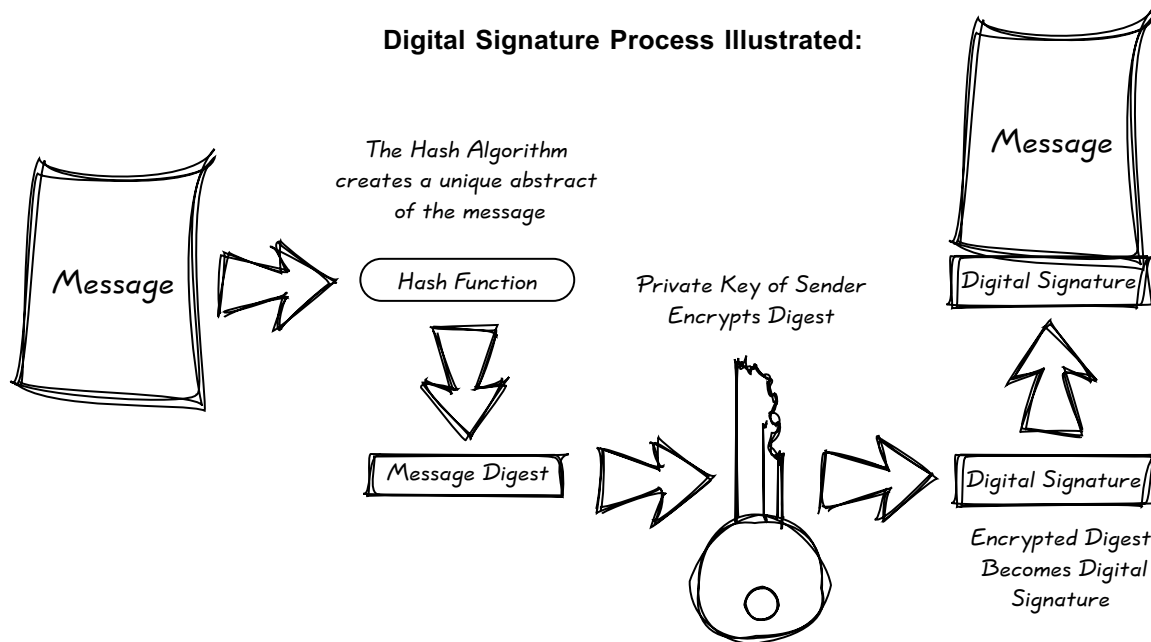 Digital Signature Process Illustrated:
Message
The Hash Algorithm
creates a unique abstract
of the message
Hash Function
Message Digest
Private Key of Sender
Encrypts Digest
Digital Signature
Encrypted Digest
Becomes Digital
Signature
Message
Digital Signature